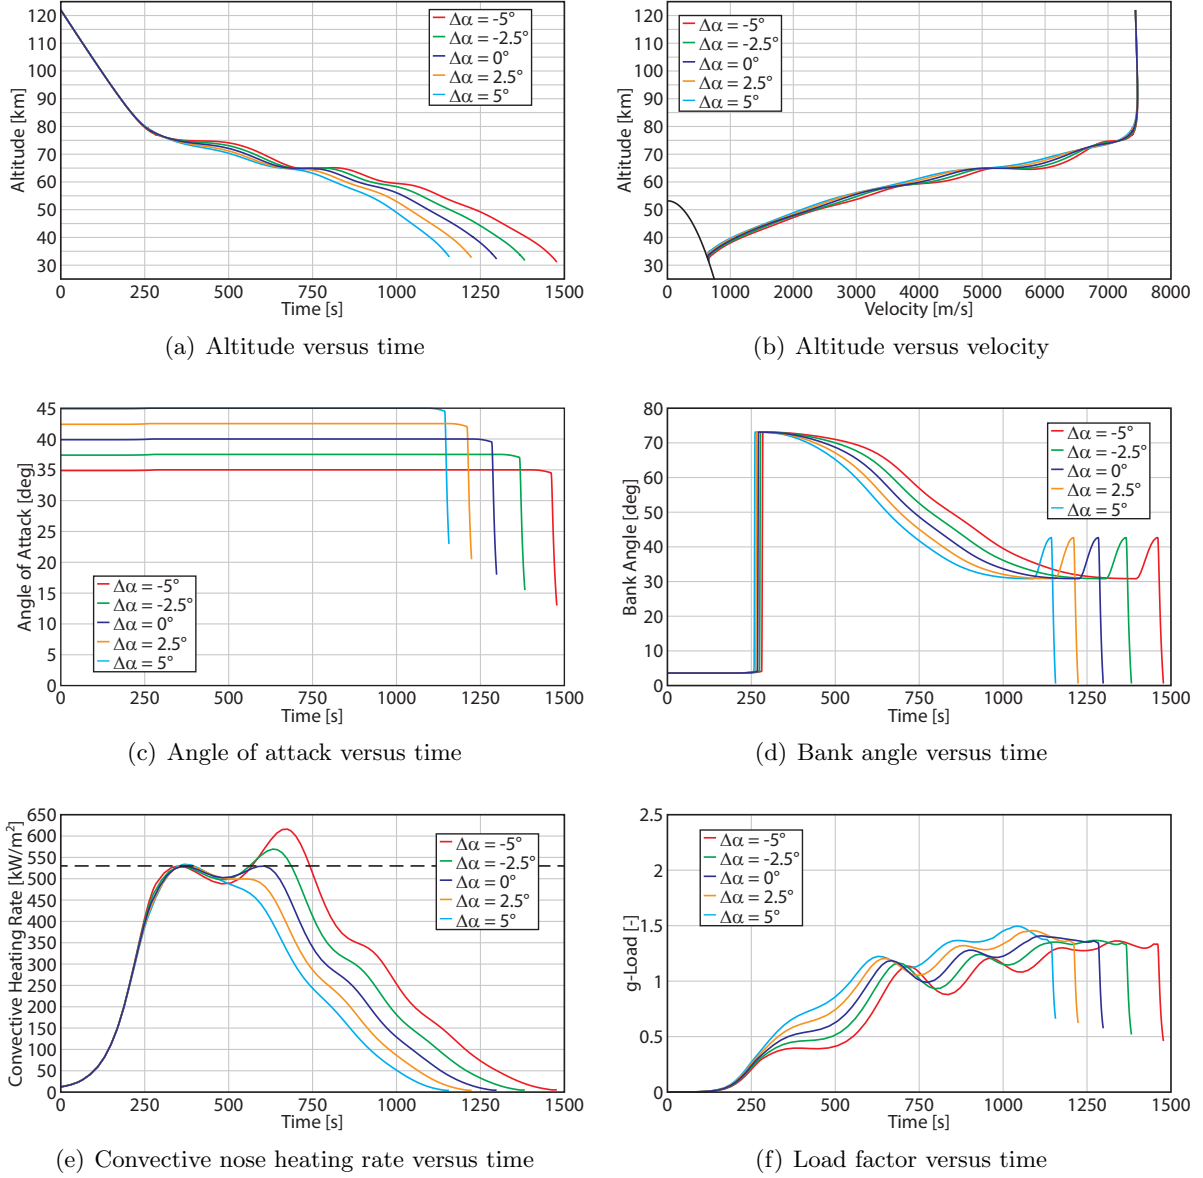 120
110
100
90
80
70
60
50
40
30
Altitude [km]
0 250 500 750 1000 1250 1500
Time [s]
Δα = -5°
Δα = -2.5°
Δα = 0°
Δα = 2.5°
Δα = 5°
(a) Altitude versus time
120
110
100
90
80
70
60
50
40
30
Altitude [km]
0 1000 2000 3000 4000 5000 6000 7000 8000
Velocity [m/s]
Δα = -5°
Δα = -2.5°
Δα = 0°
Δα = 2.5°
Δα = 5°
(b) Altitude versus velocity
45
40
35
30
25
20
15
10
5
0
Angle of Attack [deg]
0 250 500 750 1000 1250 1500
Time [s]
Δα = -5°
Δα = -2.5°
Δα = 0°
Δα = 2.5°
Δα = 5°
(c) Angle of attack versus time
80
70
60
50
40
30
20
10
0
Bank Angle [deg]
0 250 500 750 1000 1250 1500
Time [s]
Δα = -5°
Δα = -2.5°
Δα = 0°
Δα = 2.5°
Δα = 5°
(d) Bank angle versus time
650
600
550
500
450
400
350
300
250
200
150
100
50
0
Convective Heating Rate [kW/m²]
0 250 500 750 1000 1250 1500
Time [s]
Δα = -5°
Δα = -2.5°
Δα = 0°
Δα = 2.5°
Δα = 5°
(e) Convective nose heating rate versus time
2.5
2
1.5
1
0.5
0
g-Load [-]
0 250 500 750 1000 1250 1500
Time [s]
Δα = -5°
Δα = -2.5°
Δα = 0°
Δα = 2.5°
Δα = 5°
(f) Load factor versus time